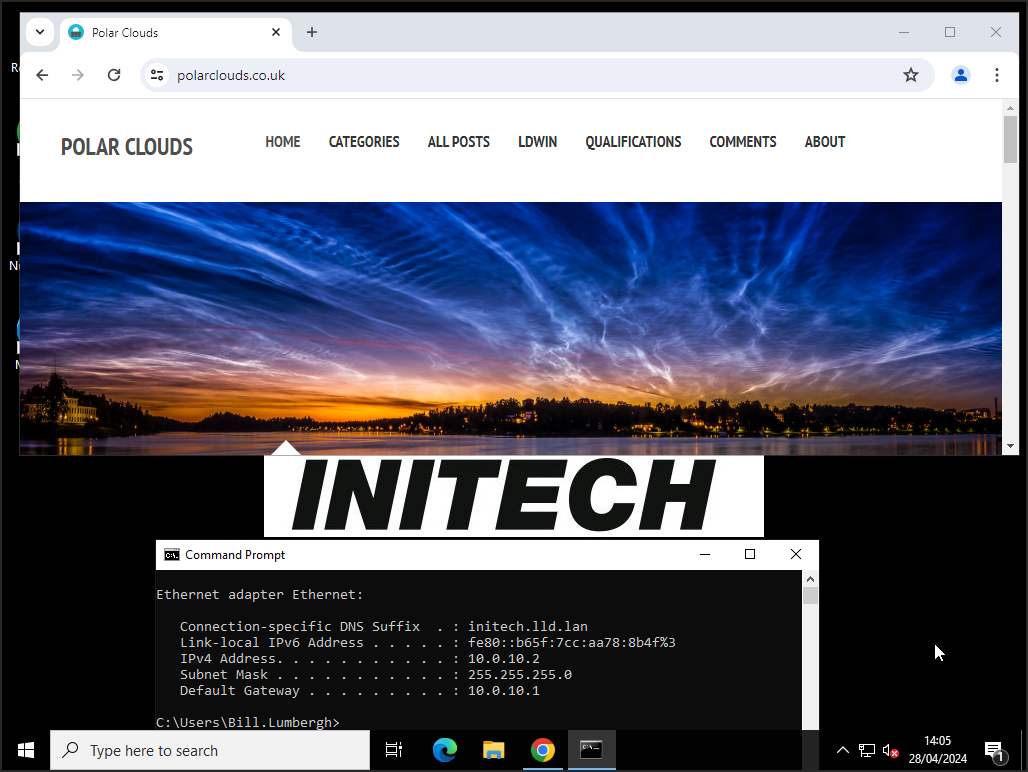 Polar Clouds
polarclouds.co.uk
POLAR CLOUDS
HOME CATEGORIES ALL POSTS LDWIN QUALIFICATIONS COMMENTS ABOUT
INITECH
Command Prompt
Ethernet adapter Ethernet:
Connection-specific DNS Suffix . : initech.lld.lan
Link-local IPv6 Address . . . . . : fe80::b65f:7cc:aa78:8b4f%3
IPv4 Address. . . . . . . . . . . : 10.0.10.2
Subnet Mask . . . . . . . . . . . : 255.255.255.0
Default Gateway . . . . . . . . . : 10.0.10.1
C:\Users\Bill.Lumbergh>
Type here to search
14:05
28/04/2024
1